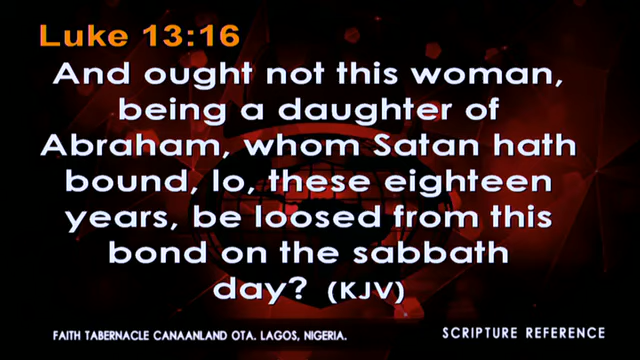 Luke 13:16
And ought not this woman,
being a daughter of
Abraham, whom Satan hath
bound, lo, these eighteen
years, be loosed from this
bond on the sabbath
day? (KJV)
FAITH TABERNACLE CANAANLAND OTA. LAGOS, NIGERIA.
SCRIPTURE REFERENCE